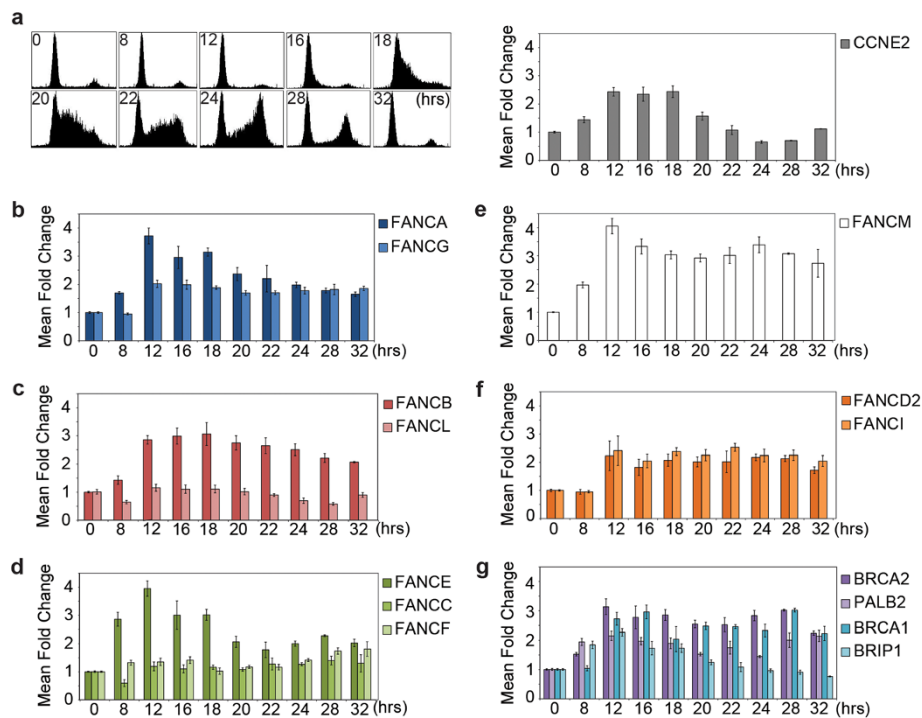 a
0 8 12 16 18
20 22 24 28 32 (hrs)
Mean Fold Change
3
2
1
0
0 8 12 16 18 20 22 24 28 32 (hrs)
CCNE2
b
Mean Fold Change
4
3
2
1
0
0 8 12 16 18 20 22 24 28 32 (hrs)
FANCA
FANCG
e
Mean Fold Change
4
3
2
1
0
0 8 12 16 18 20 22 24 28 32 (hrs)
FANCM
c
Mean Fold Change
3
2
1
0
0 8 12 16 18 20 22 24 28 32 (hrs)
FANCB
FANCL
f
Mean Fold Change
3
2
1
0
0 8 12 16 18 20 22 24 28 32 (hrs)
FANCD2
FANCI
d
Mean Fold Change
4
3
2
1
0
0 8 12 16 18 20 22 24 28 32 (hrs)
FANCE
FANCC
FANCF
g
Mean Fold Change
4
3
2
1
0
0 8 12 16 18 20 22 24 28 32 (hrs)
BRCA2
PALB2
BRCA1
BRIP1